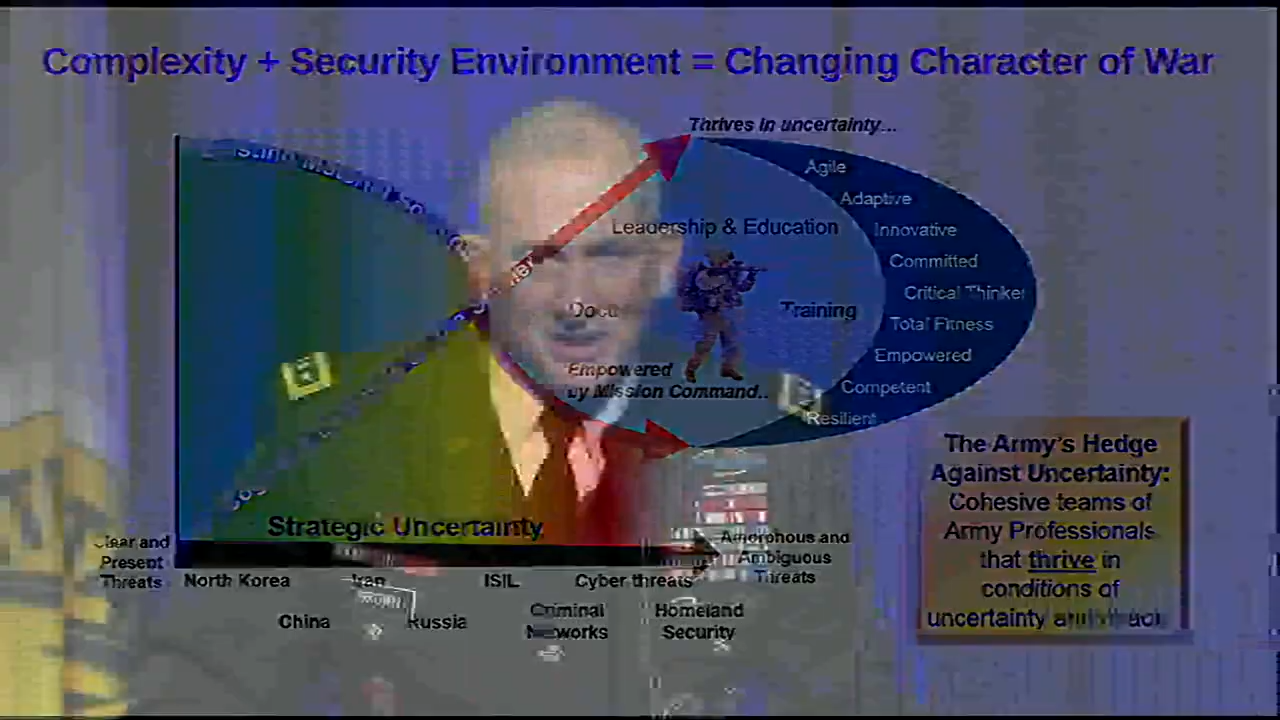 Complexity + Security Environment = Changing Character of War
Thrives in uncertainty...
Agile
Adaptive
Leadership & Education
Innovative
Committed
Critical Thinker
Training
Total Fitness
Empowered
Empowered
by Mission Command..
Competent
Resilient
The Army's Hedge
Against Uncertainty:
Cohesive teams of
Army Professionals
that thrive in
conditions of
uncertainty and
Strategic Uncertainty
Clear and
Present
Threats
Amorphous and
Ambiguous
Threats
North Korea
Iran
ISIL
Cyber threats
China
Russia
Criminal
Networks
Homeland
Security